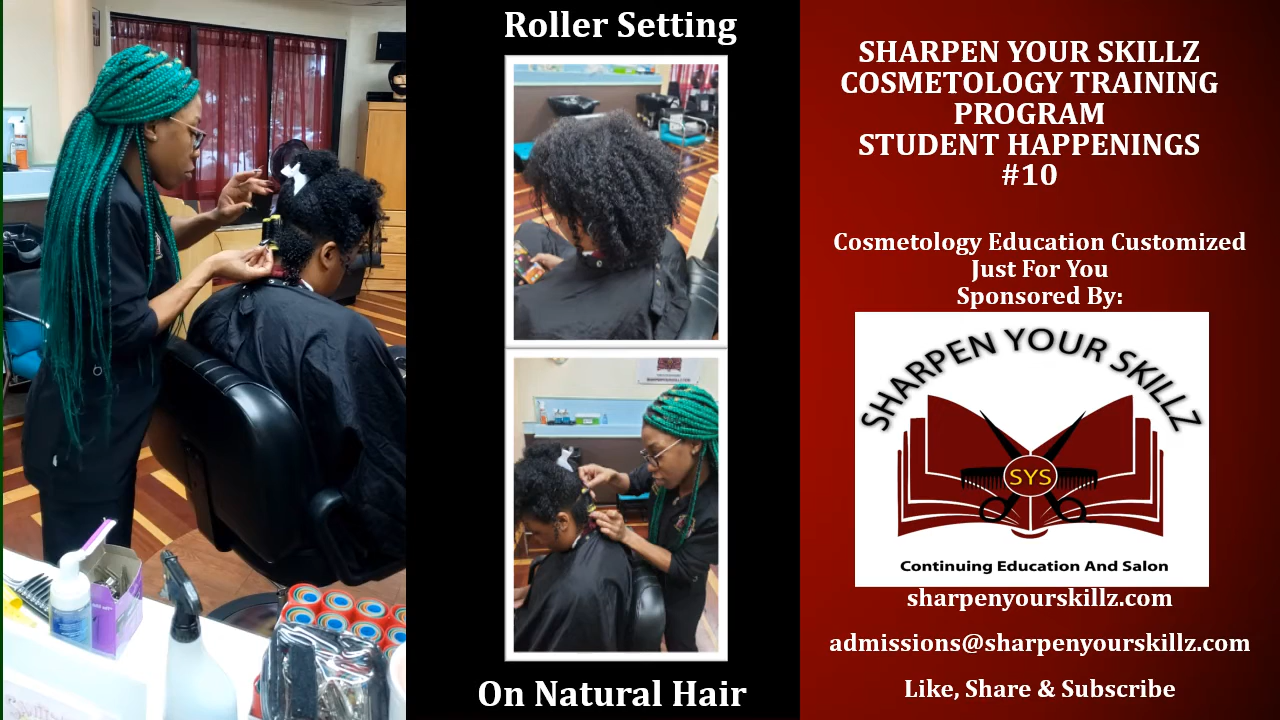 Roller Setting
On Natural Hair
SHARPEN YOUR SKILLZ
COSMETOLOGY TRAINING
PROGRAM
STUDENT HAPPENINGS
#10
Cosmetology Education Customized
Just For You
Sponsored By:
SHARPEN YOUR SKILLZ
SYS
Continuing Education And Salon
sharpenyourskillz.com
admissions@sharpenyourskillz.com
Like, Share & Subscribe